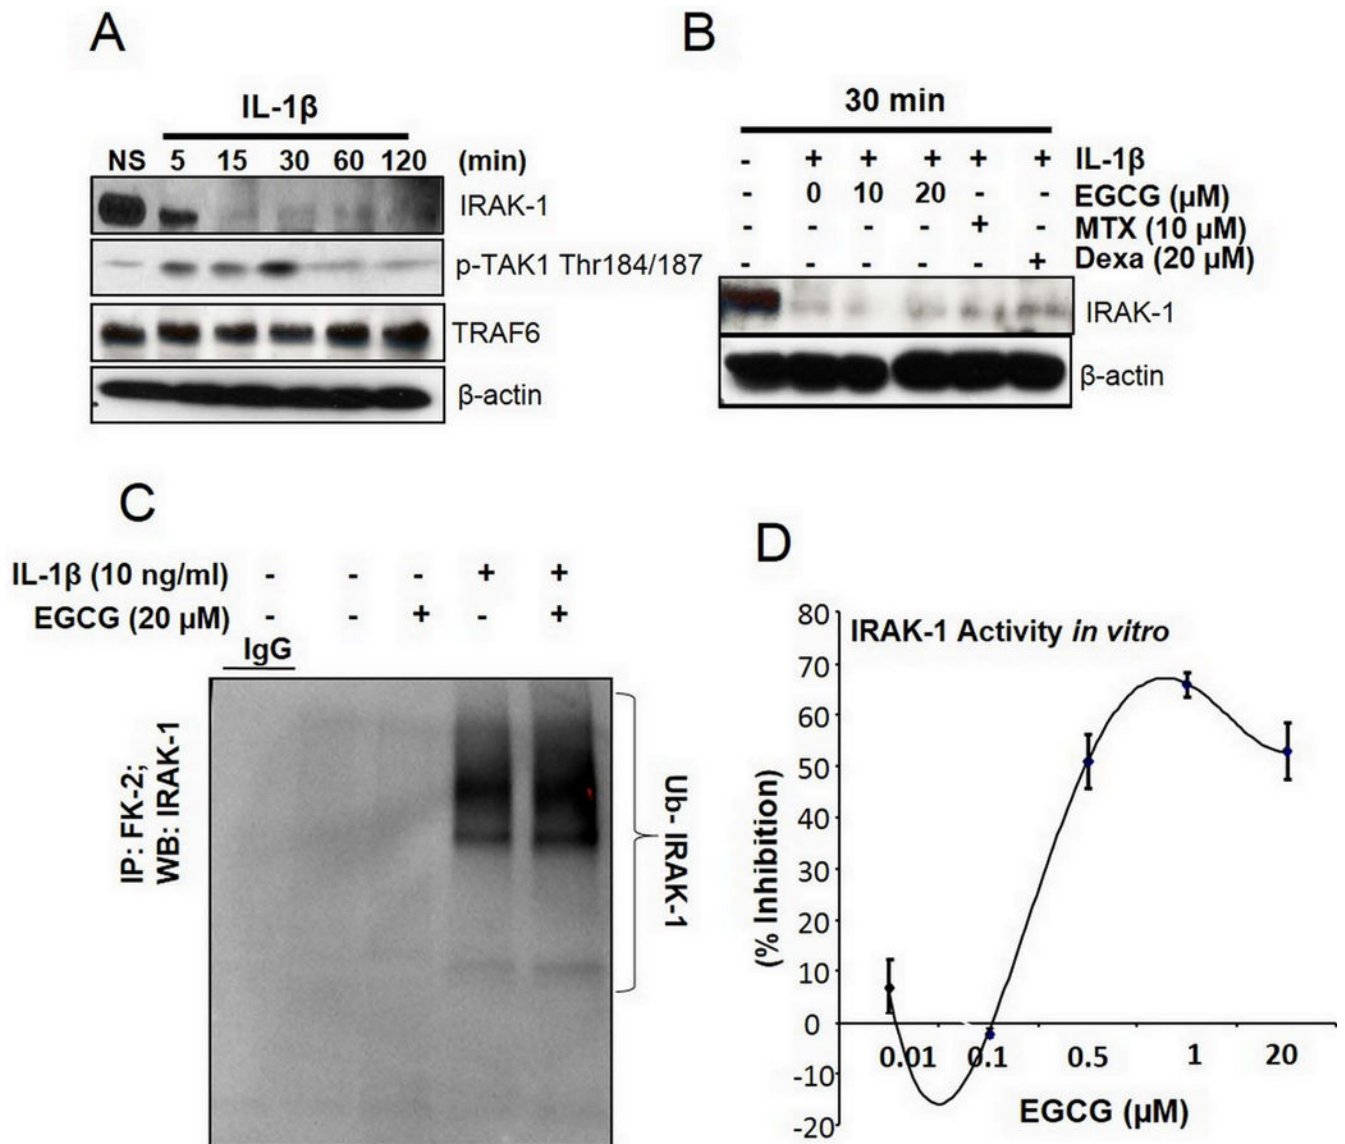 A
IL-1β
NS 5 15 30 60 120 (min)
IRAK-1
p-TAK1 Thr184/187
TRAF6
β-actin
B
30 min
- + + + + + IL-1β
- 0 10 20 - - EGCG (µM)
- - - - + - MTX (10 µM)
- - - - - + Dexa (20 µM)
IRAK-1
β-actin
C
IL-1β (10 ng/ml) - - - + +
EGCG (20 µM) - - + - +
IgG
IP: FK-2;
WB: IRAK-1
Ub- IRAK-1
D
IRAK-1 Activity in vitro
(% Inhibition)
80
70
60
50
40
30
20
10
0
-10
-20
0.01 0.1 0.5 1 20
EGCG (µM)